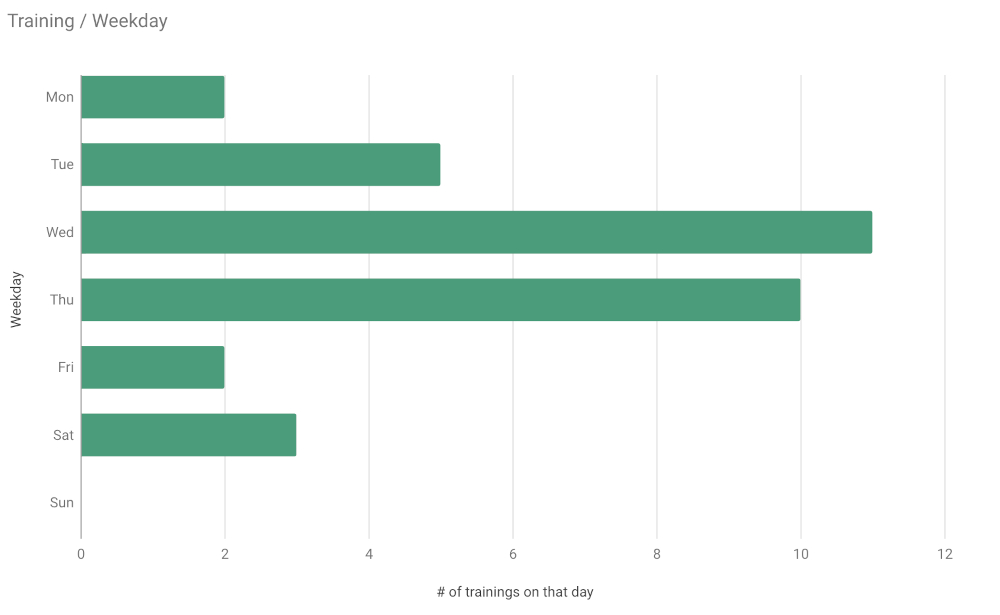 Training / Weekday
Mon
Tue
Wed
Thu
Fri
Sat
Sun
Weekday
0 2 4 6 8 10 12
# of trainings on that day